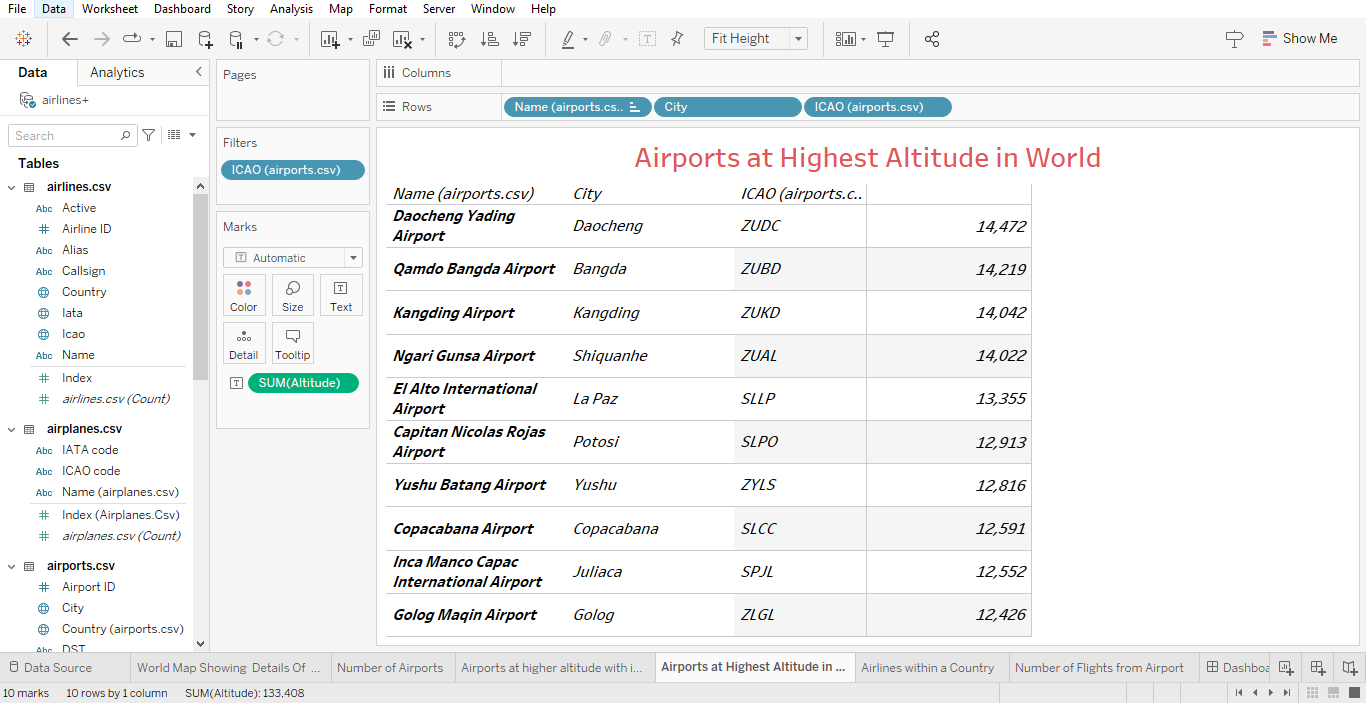 File Data Worksheet Dashboard Story Analysis Map Format Server Window Help
Fit Height
Show Me
Data Analytics
airlines+
Search
Tables
airlines.csv
Abc Active
# Airline ID
Abc Alias
Abc Callsign
Country
Iata
Icao
Abc Name
# Index
# airlines.csv (Count)
airplanes.csv
Abc IATA code
Abc ICAO code
Abc Name (airplanes.csv)
# Index (Airplanes.Csv)
# airplanes.csv (Count)
airports.csv
# Airport ID
City
Country (airports.csv)
Abc DST
Pages
Filters
ICAO (airports.csv)
Marks
T Automatic
Color Size Text
Detail Tooltip
T SUM(Altitude)
Columns
Rows Name (airports.cs.. City ICAO (airports.csv)
Airports at Highest Altitude in World
Name (airports.csv) City ICAO (airports.c..
Daocheng Yading
Airport Daocheng ZUDC 14,472
Qamdo Bangda Airport Bangda ZUBD 14,219
Kangding Airport Kangding ZUKD 14,042
Ngari Gunsa Airport Shiquanhe ZUAL 14,022
El Alto International
Airport La Paz SLLP 13,355
Capitan Nicolas Rojas
Airport Potosi SLPO 12,913
Yushu Batang Airport Yushu ZYLS 12,816
Copacabana Airport Copacabana SLCC 12,591
Inca Manco Capac
International Airport Juliaca SPJL 12,552
Golog Maqin Airport Golog ZLGL 12,426
Data Source World Map Showing Details Of ... Number of Airports Airports at higher altitude with i... Airports at Highest Altitude in ... Airlines within a Country Number of Flights from Airport Dashboa
10 marks 10 rows by 1 column SUM(Altitude): 133,408